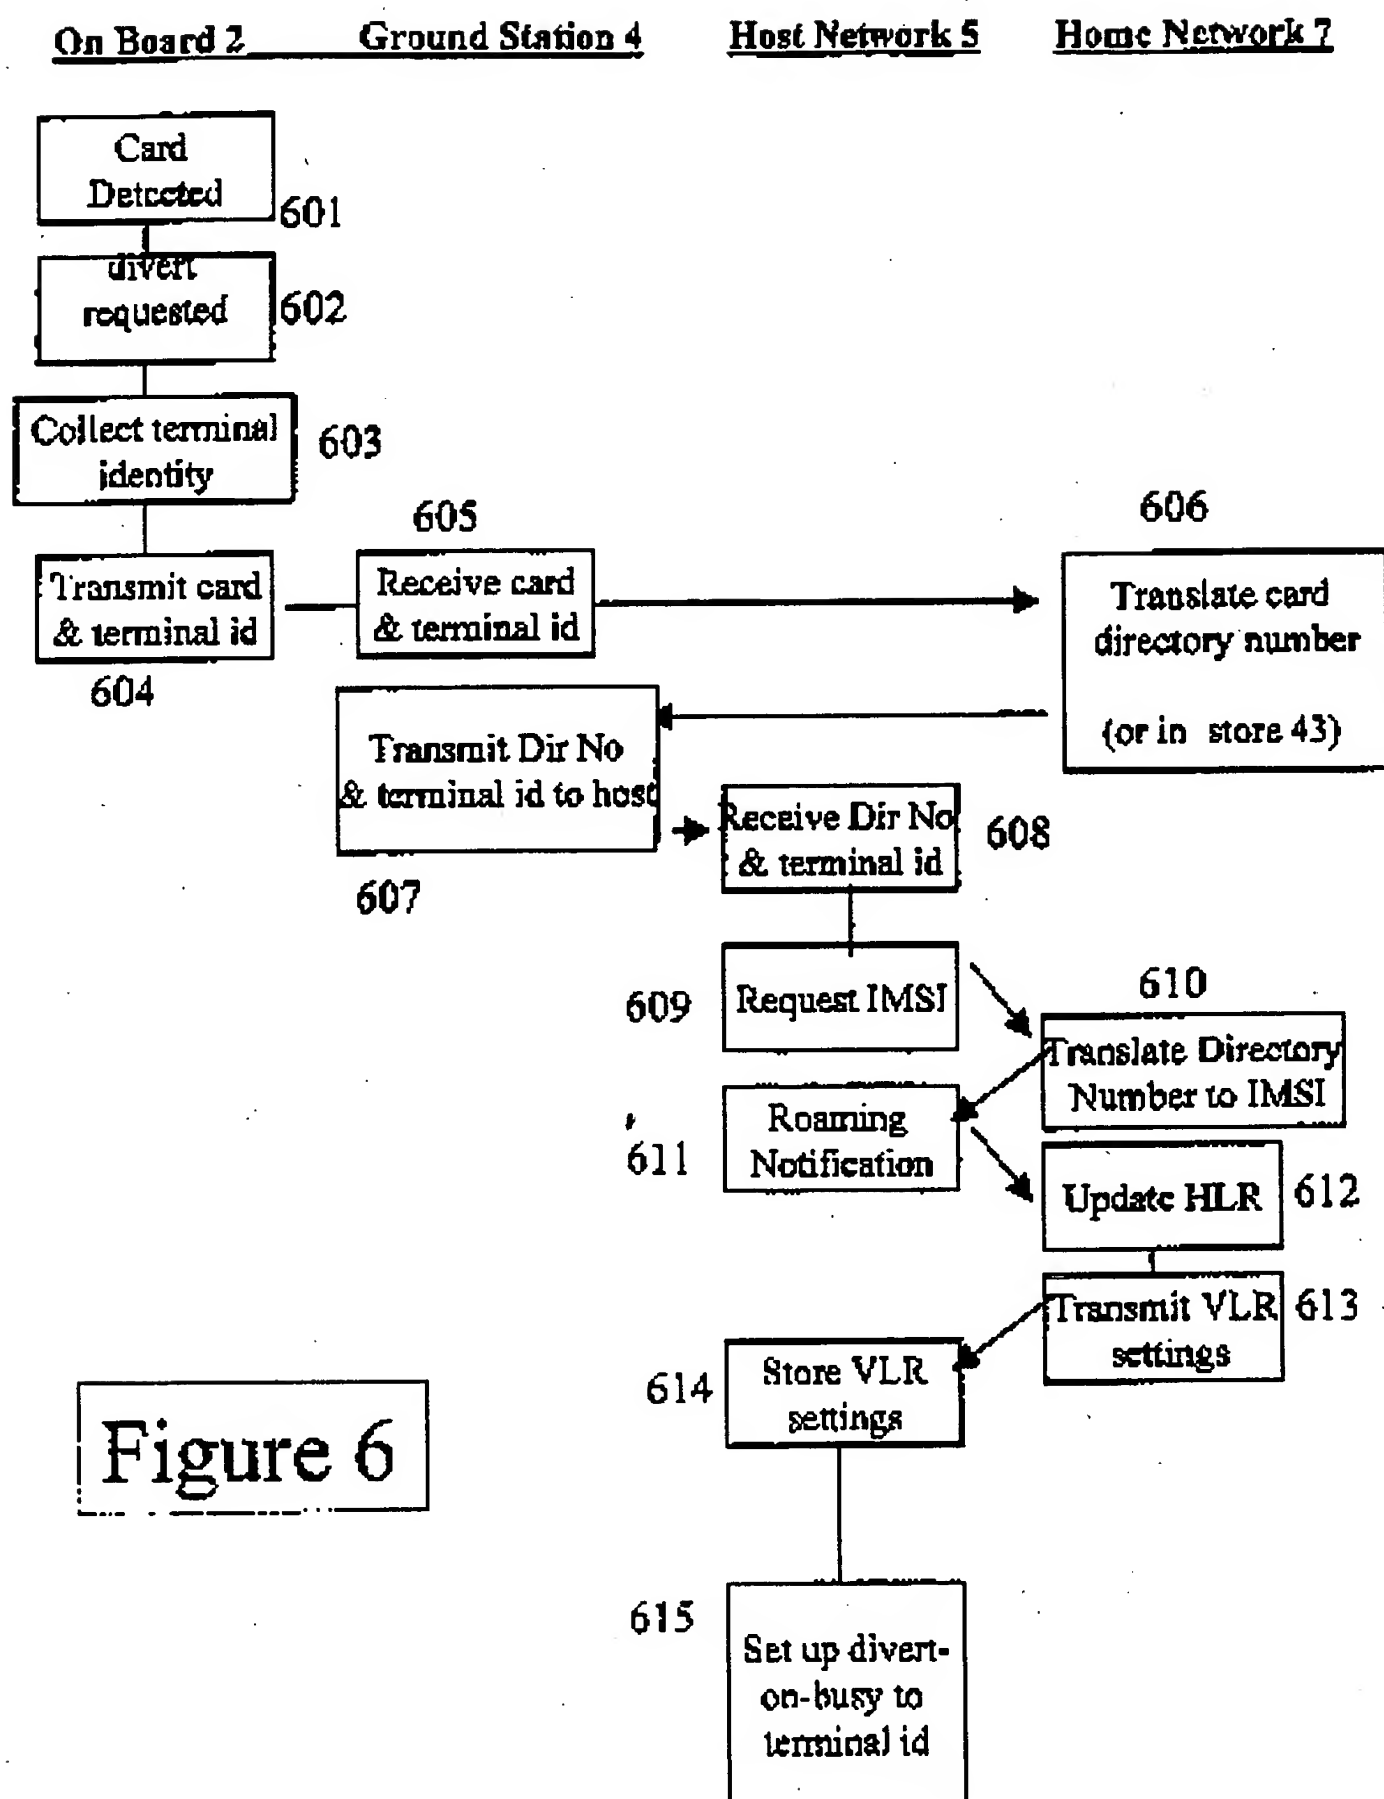 On Board 2 Ground Station 4 Host Network 5 Home Network 7
Card
Detected
601
divert
requested
602
Collect terminal
identity
603
Transmit card
& terminal id
604
605
Receive card
& terminal id
606
Translate card
directory number
(or in store 43)
Transmit Dir No
& terminal id to host
607
Receive Dir No
& terminal id
608
609
Request IMSI
610
Translate Directory
Number to IMSI
611
Roaming
Notification
Update HLR
612
Transmit VLR
settings
613
614
Store VLR
settings
Figure 6
615
Set up divert-
on-busy to
terminal id